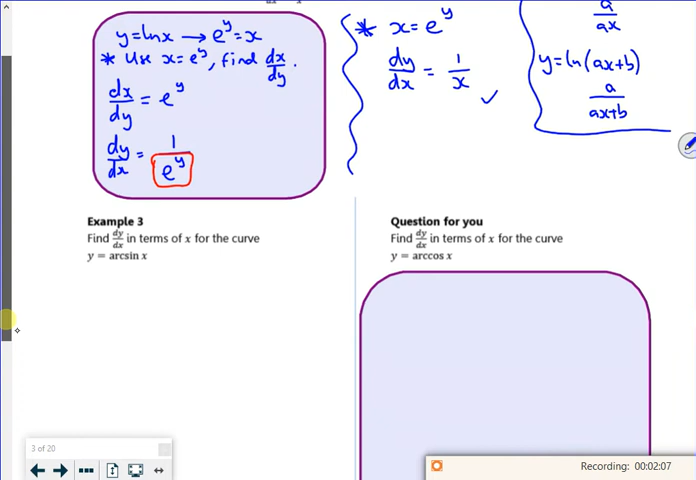 y = lnx → e^y = x
* Use x = e^y, find dx/dy.
dx/dy = e^y
dy/dx = 1/e^y
* x = e^y
dy/dx = 1/x ✓
a/ax
y = ln(ax+b)
a/ax+b
Example 3
Find dy/dx in terms of x for the curve
y = arcsin x
Question for you
Find dy/dx in terms of x for the curve
y = arccos x
3 of 20
Recording: 00:02:07